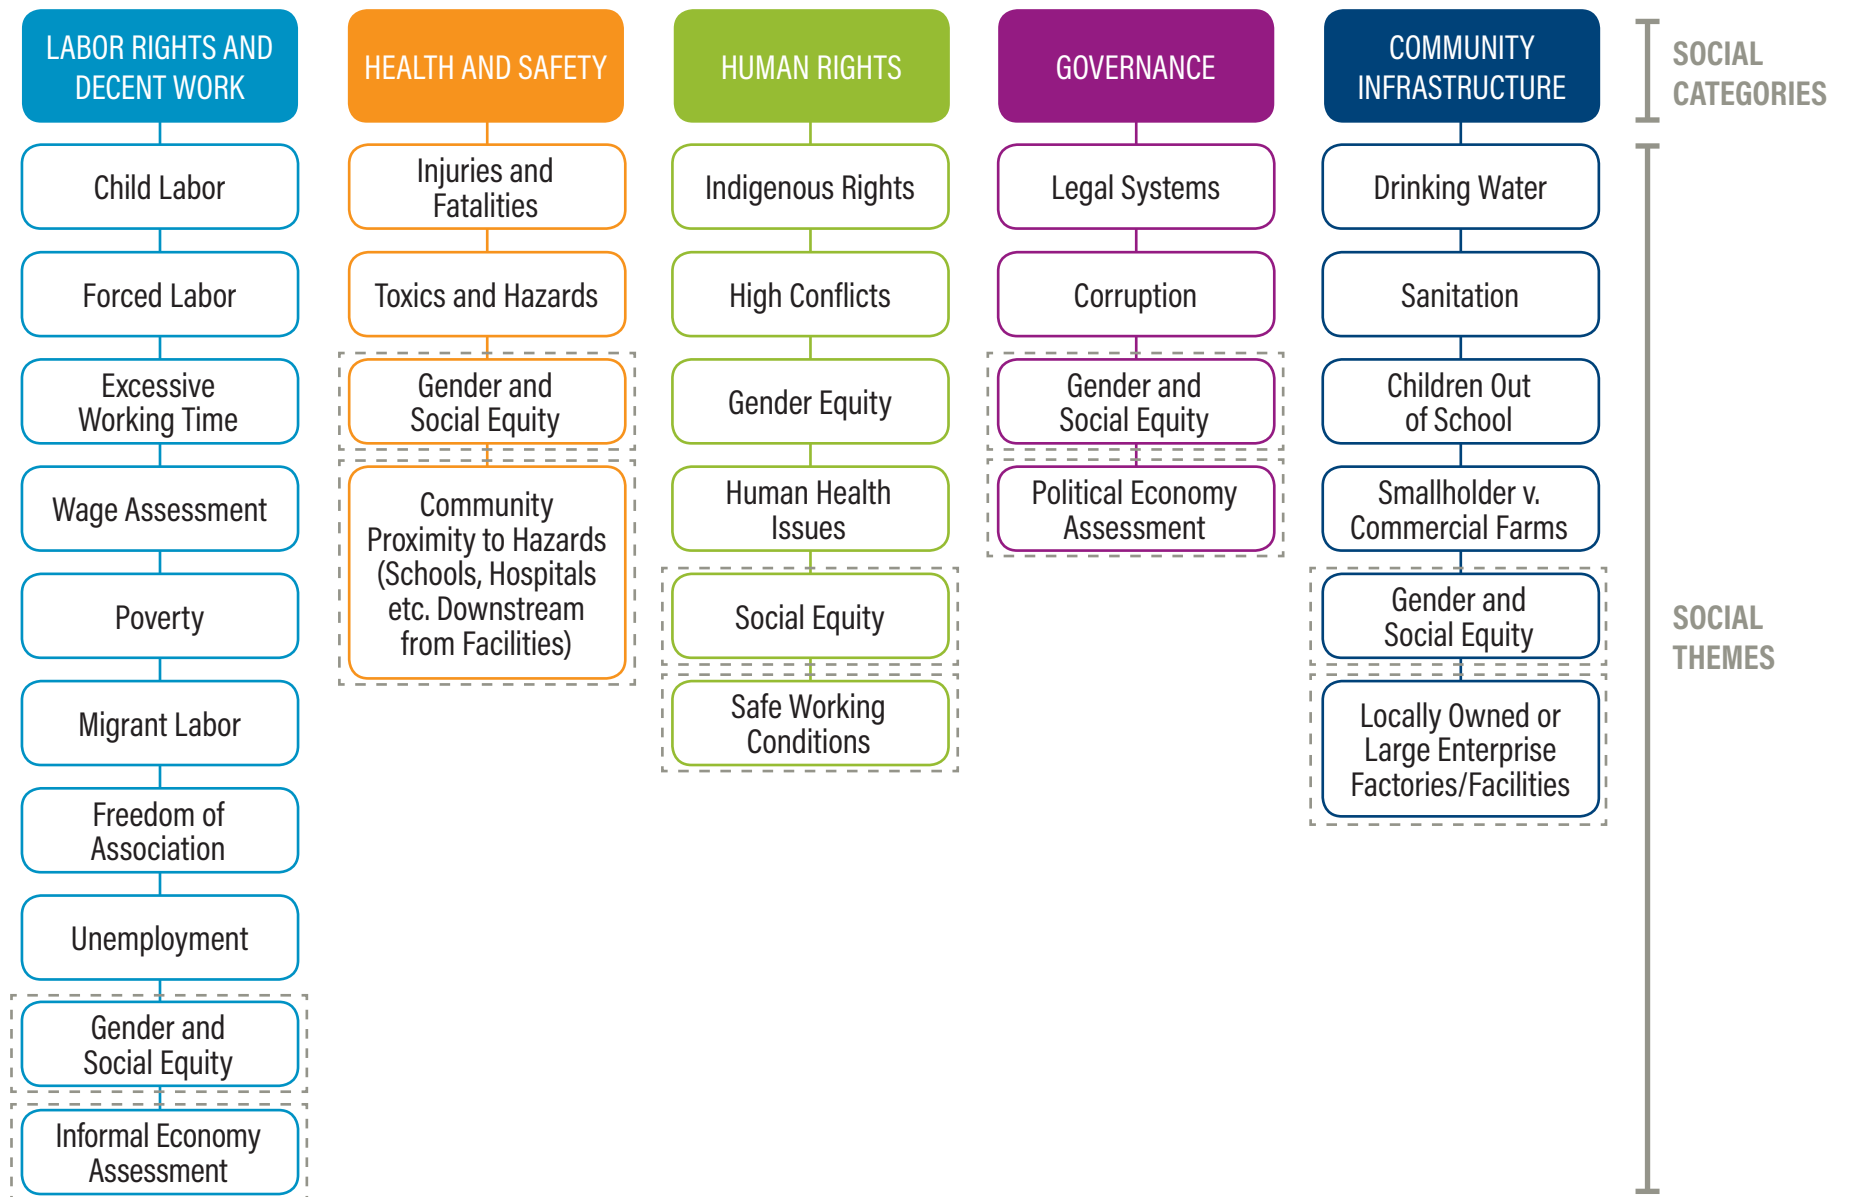 LABOR RIGHTS AND
DECENT WORK
Child Labor
Forced Labor
Excessive
Working Time
Wage Assessment
Poverty
Migrant Labor
Freedom of
Association
Unemployment
Gender and
Social Equity
Informal Economy
Assessment
HEALTH AND SAFETY
Injuries and
Fatalities
Toxics and Hazards
Gender and
Social Equity
Community
Proximity to Hazards
(Schools, Hospitals
etc. Downstream
from Facilities)
HUMAN RIGHTS
Indigenous Rights
High Conflicts
Gender Equity
Human Health
Issues
Social Equity
Safe Working
Conditions
GOVERNANCE
Legal Systems
Corruption
Gender and
Social Equity
Political Economy
Assessment
COMMUNITY
INFRASTRUCTURE
Drinking Water
Sanitation
Children Out
of School
Smallholder v.
Commercial Farms
Gender and
Social Equity
Locally Owned or
Large Enterprise
Factories/Facilities
SOCIAL
CATEGORIES
SOCIAL
THEMES